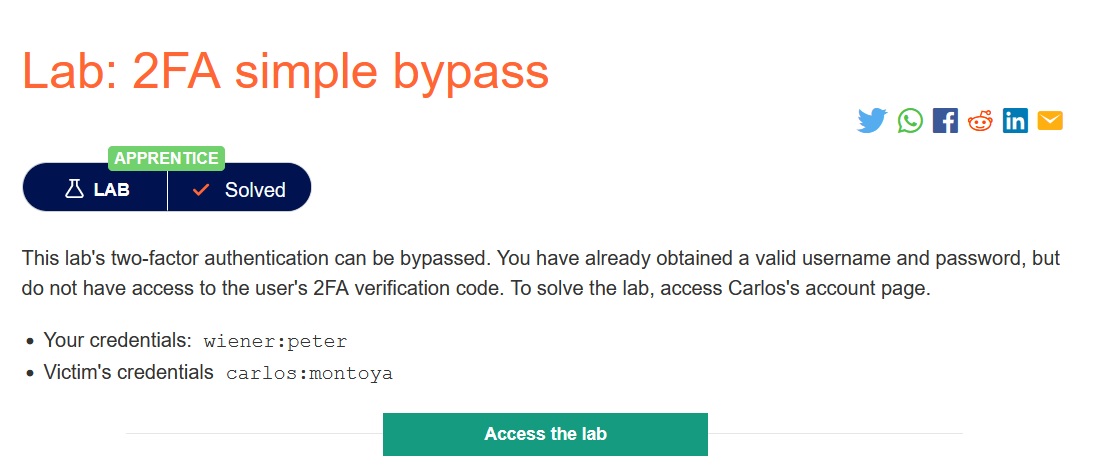 Lab: 2FA simple bypass
APPRENTICE
LAB Solved
This lab's two-factor authentication can be bypassed. You have already obtained a valid username and password, but
do not have access to the user's 2FA verification code. To solve the lab, access Carlos's account page.
• Your credentials: wiener:peter
• Victim's credentials carlos:montoya
Access the lab